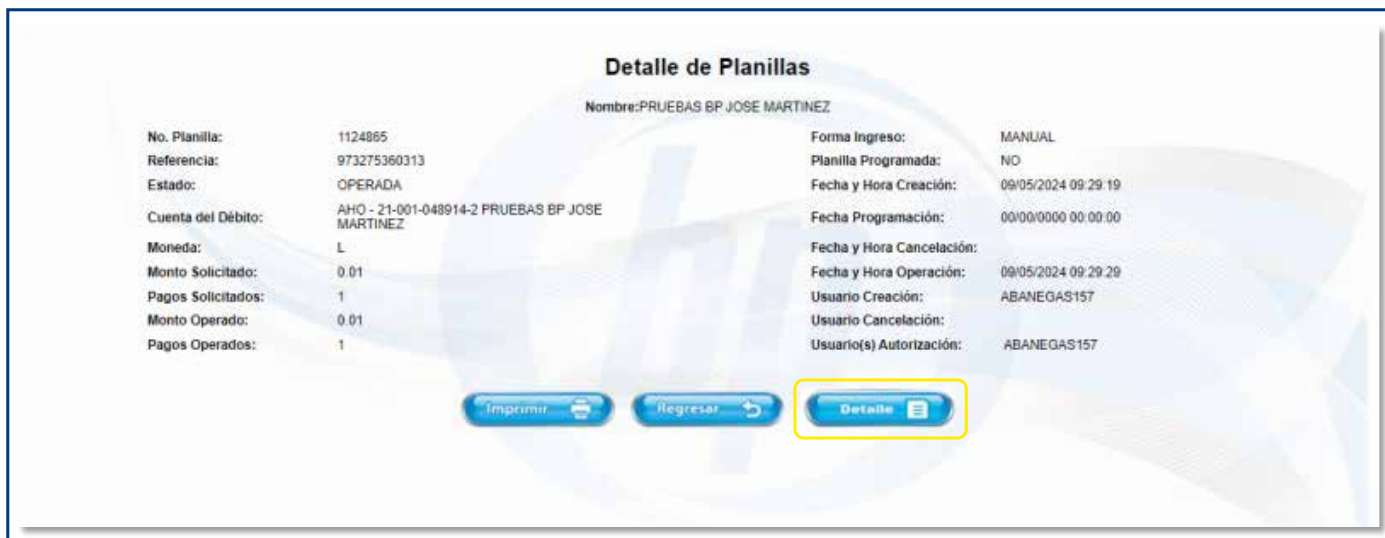 Detalle de Planillas
Nombre:PRUEBAS BP JOSE MARTINEZ
No. Planilla: 1124865 Forma Ingreso: MANUAL
Referencia: 973275360313 Planilla Programada: NO
Estado: OPERADA Fecha y Hora Creación: 09/05/2024 09:29:19
Cuenta del Débito: AHO - 21-001-048914-2 PRUEBAS BP JOSE MARTINEZ Fecha Programación: 00/00/0000 00:00:00
Moneda: L Fecha y Hora Cancelación:
Monto Solicitado: 0.01 Fecha y Hora Operación: 09/05/2024 09:29:29
Pagos Solicitados: 1 Usuario Creación: ABANEGAS157
Monto Operado: 0.01 Usuario Cancelación:
Pagos Operados: 1 Usuario(s) Autorización: ABANEGAS157
Imprimir Regresar Detalle